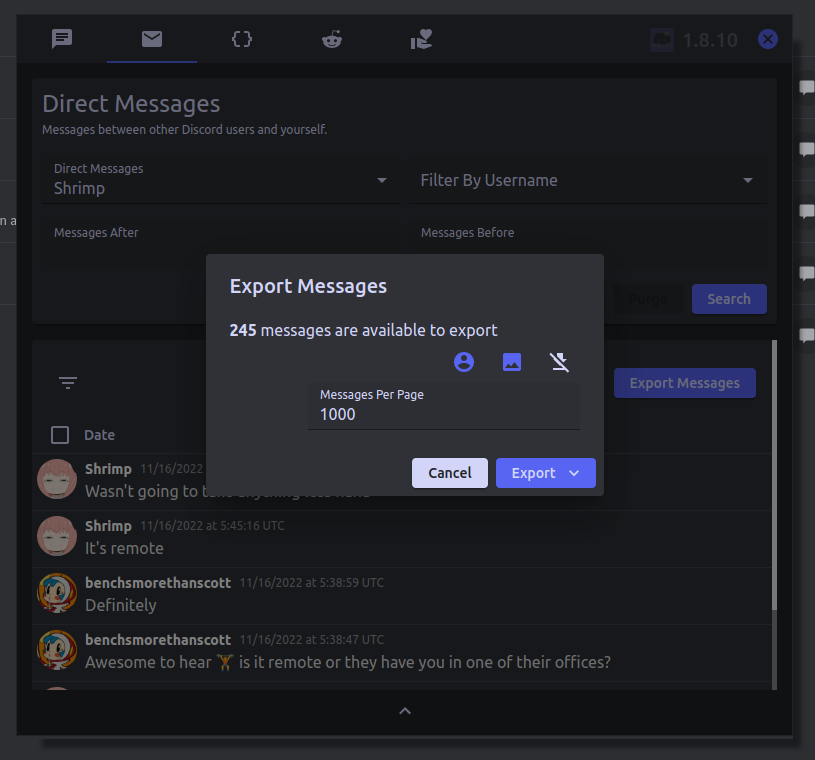 1.8.10
Direct Messages
Messages between other Discord users and yourself.
Direct Messages
Shrimp
Filter By Username
n a
Messages After
Messages Before
Export Messages
245 messages are available to export
Purge
Search
Messages Per Page
1000
Export Messages
Date
Cancel
Export
Shrimp 11/16/2022
Wasn't going to
Shrimp 11/16/2022 at 5:45:16 UTC
It's remote
benchsmorethanscott 11/16/2022 at 5:38:59 UTC
Definitely
benchsmorethanscott 11/16/2022 at 5:38:47 UTC
Awesome to hear 🏋 is it remote or they have you in one of their offices?